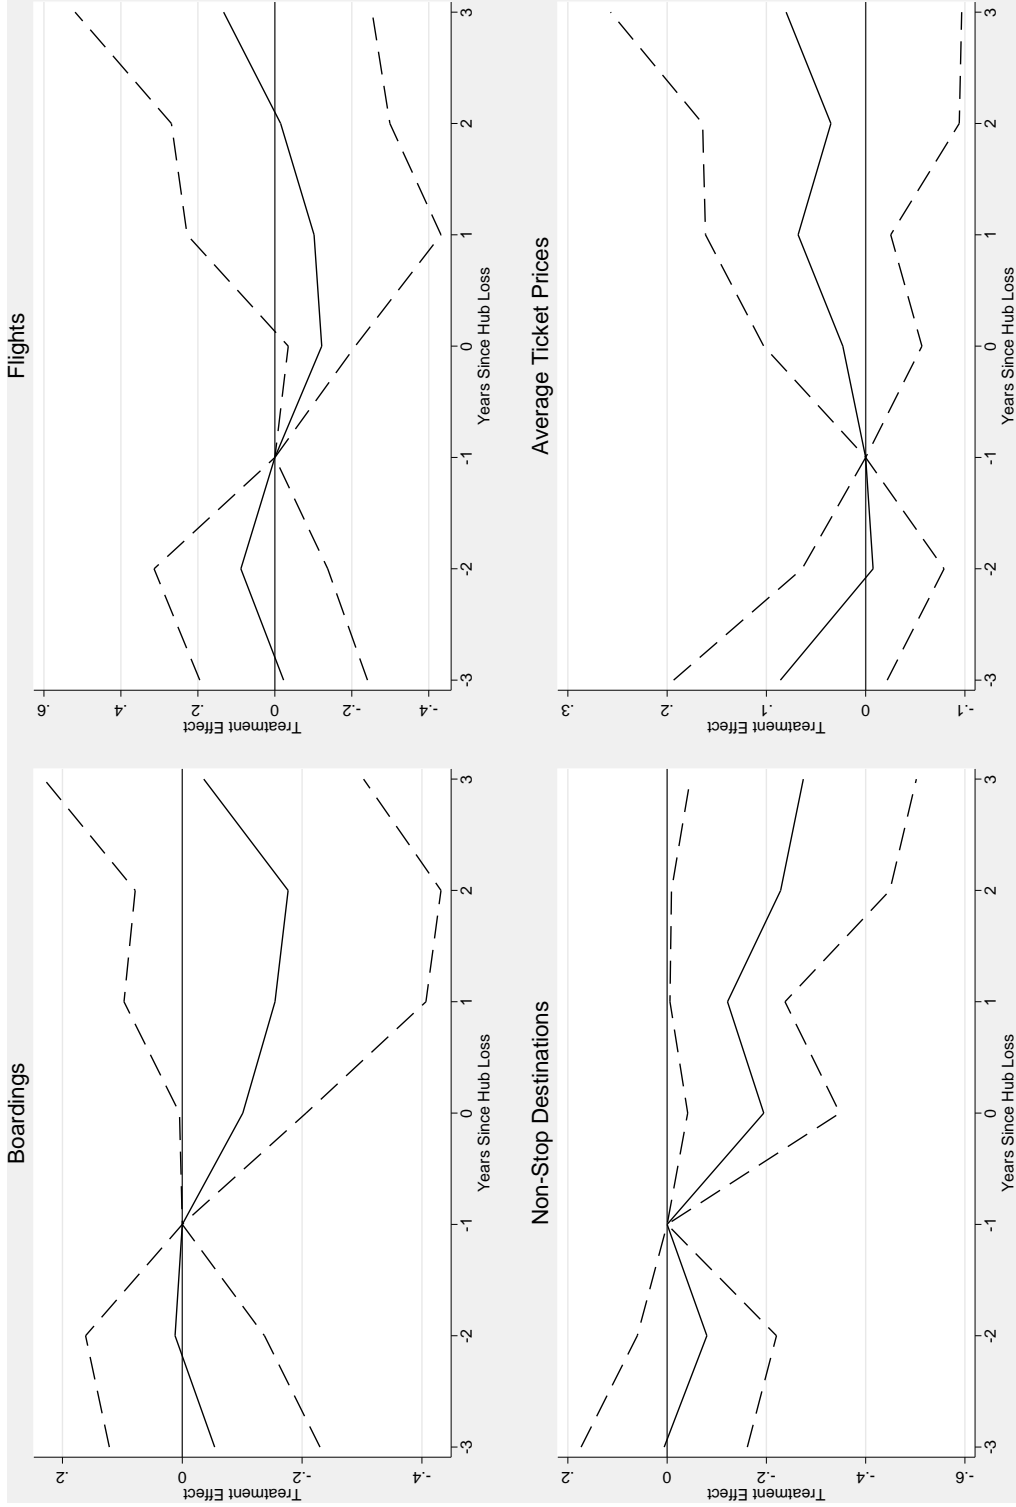 Boardings
Treatment Effect
.2
0
-.2
-.4
-3 -2 -1 0 1 2 3
Years Since Hub Loss
Flights
Treatment Effect
.6
.4
.2
0
-.2
-.4
-3 -2 -1 0 1 2 3
Years Since Hub Loss
Non-Stop Destinations
Treatment Effect
.2
0
-.2
-.4
-.6
-3 -2 -1 0 1 2 3
Years Since Hub Loss
Average Ticket Prices
Treatment Effect
.3
.2
.1
0
-.1
-3 -2 -1 0 1 2 3
Years Since Hub Loss